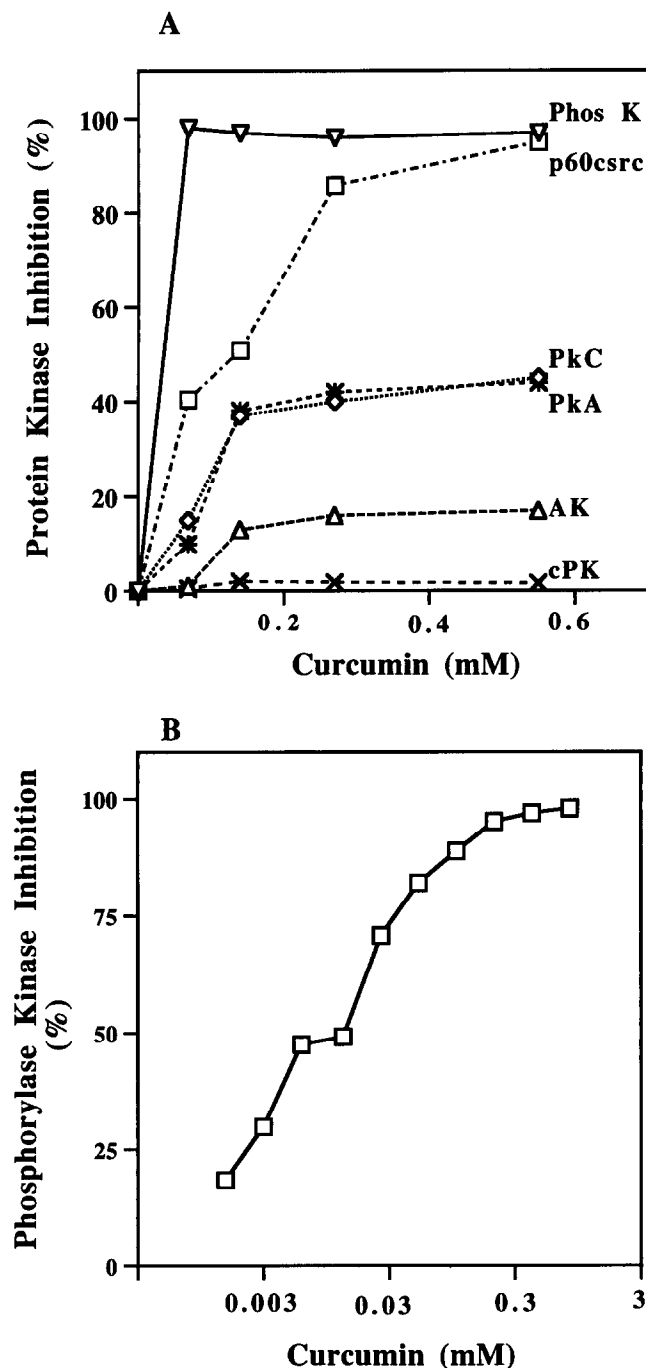 A
Protein Kinase Inhibition (%)
100
80
60
40
20
0
Phos K
p60csrc
PkC
PkA
AK
cPK
0.2
0.4
0.6
Curcumin (mM)
B
Phosphorylase Kinase Inhibition
(%)
100
75
50
25
0
0.003
0.03
0.3
3
Curcumin (mM)